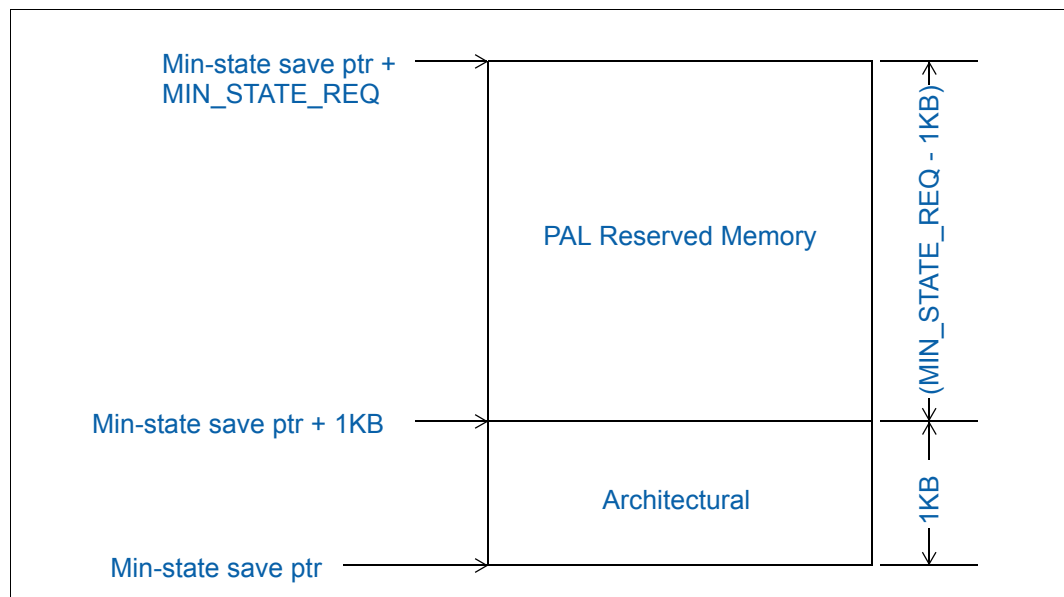 Min-state save ptr +
MIN_STATE_REQ
(MIN_STATE_REQ - 1KB)
PAL Reserved Memory
Min-state save ptr + 1KB
Architectural
1KB
Min-state save ptr